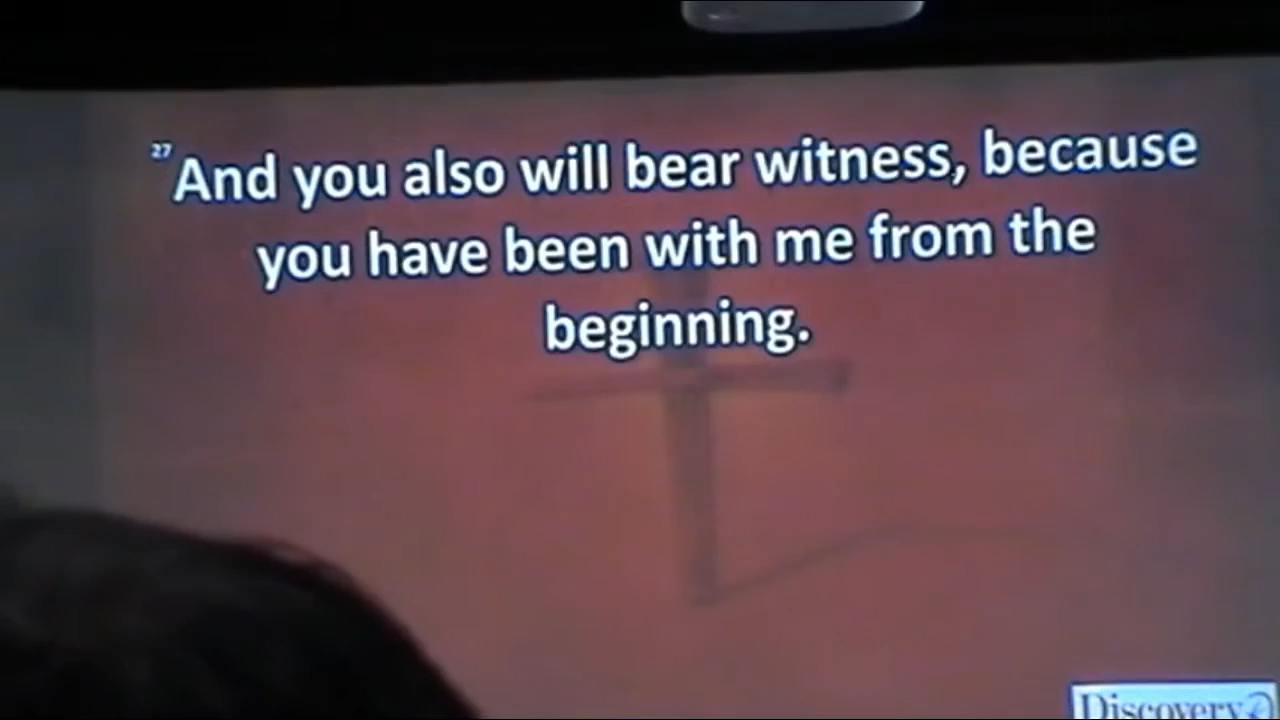 27 And you also will bear witness, because
you have been with me from the
beginning.
Discovery